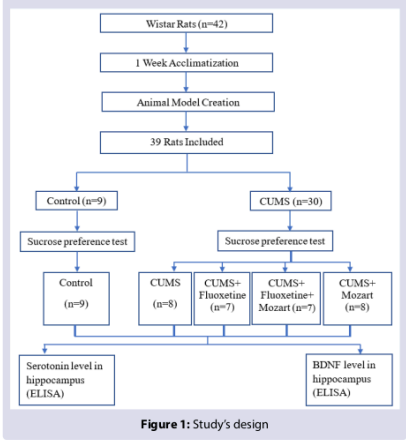 Wistar Rats (n=42)
1 Week Acclimatization
Animal Model Creation
39 Rats Included
Control (n=9)
CUMS (n=30)
Sucrose preference test
Sucrose preference test
Control
(n=9)
CUMS
(n=8)
CUMS+
Fluoxetine
(n=7)
CUMS+
Fluoxetine+
Mozart (n=7)
CUMS+
Mozart
(n=8)
Serotonin level in
hippocampus
(ELISA)
BDNF level in
hippocampus
(ELISA)
Figure 1: Study's design